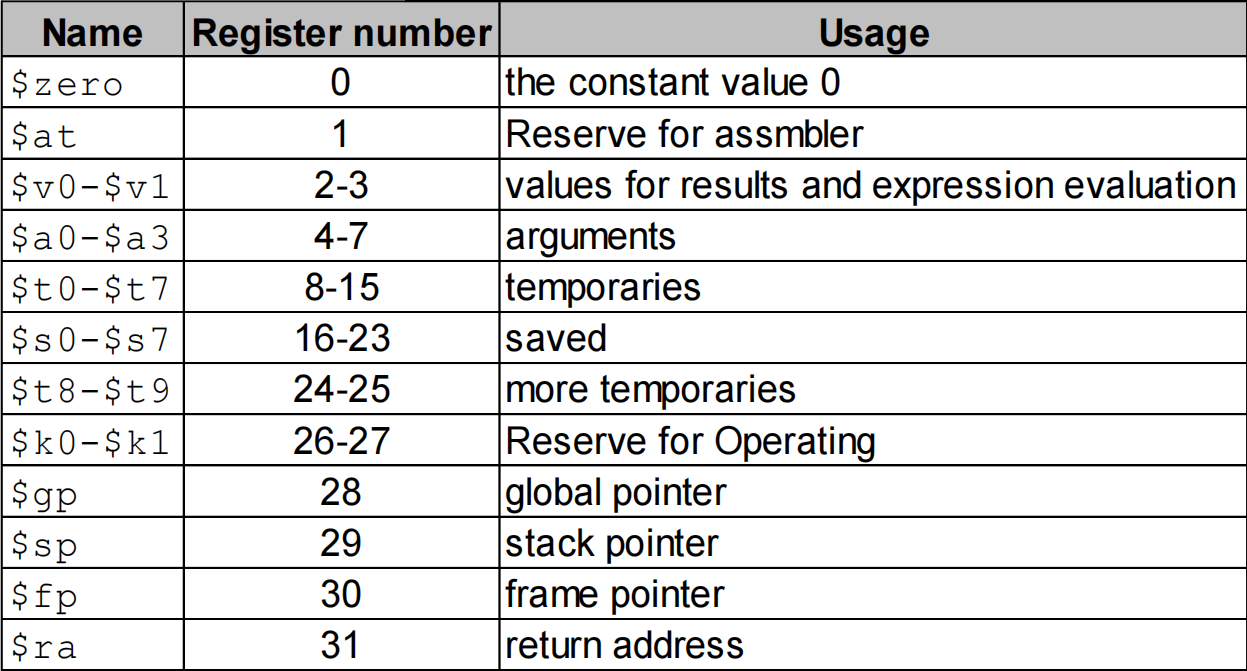 Name Register number Usage
$zero 0 the constant value 0
$at 1 Reserve for assmbler
$v0-$v1 2-3 values for results and expression evaluation
$a0-$a3 4-7 arguments
$t0-$t7 8-15 temporaries
$s0-$s7 16-23 saved
$t8-$t9 24-25 more temporaries
$k0-$k1 26-27 Reserve for Operating
$gp 28 global pointer
$sp 29 stack pointer
$fp 30 frame pointer
$ra 31 return address